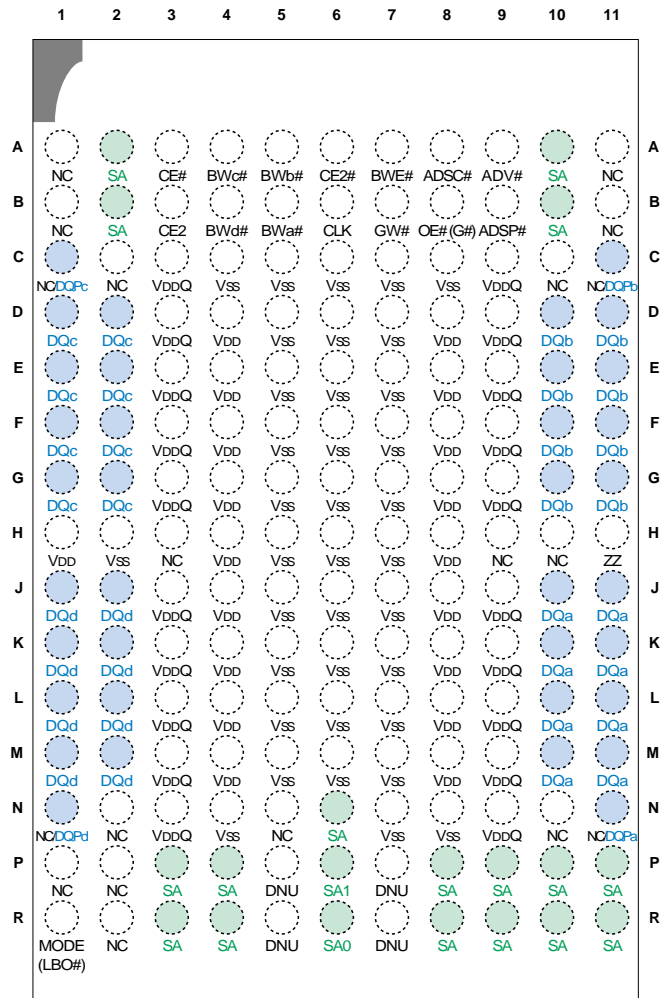 1 2 3 4 5 6 7 8 9 10 11
A A
NC SA CE# BWc# BWb# CE2# BWE# ADSC# ADV# SA NC
B B
NC SA CE2 BWd# BWa# CLK GW# OE# (G#) ADSP# SA NC
C C
NC/DQPc NC VDDQ VSS VSS VSS VSS VSS VDDQ NC NC/DQPb
D D
DQc DQc VDDQ VDD VSS VSS VSS VDD VDDQ DQb DQb
E E
DQc DQc VDDQ VDD VSS VSS VSS VDD VDDQ DQb DQb
F F
DQc DQc VDDQ VDD VSS VSS VSS VDD VDDQ DQb DQb
G G
DQc DQc VDDQ VDD VSS VSS VSS VDD VDDQ DQb DQb
H H
VDD VSS NC VDD VSS VSS VSS VDD NC NC ZZ
J J
DQd DQd VDDQ VDD VSS VSS VSS VDD VDDQ DQa DQa
K K
DQd DQd VDDQ VDD VSS VSS VSS VDD VDDQ DQa DQa
L L
DQd DQd VDDQ VDD VSS VSS VSS VDD VDDQ DQa DQa
M M
DQd DQd VDDQ VDD VSS VSS VSS VDD VDDQ DQa DQa
N N
NC/DQPd NC VDDQ VSS NC SA VSS VSS VDDQ NC NC/DQPa
P P
NC NC SA SA DNU SA1 DNU SA SA SA SA
R R
MODE NC SA SA DNU SA0 DNU SA SA SA SA
(LBO#)